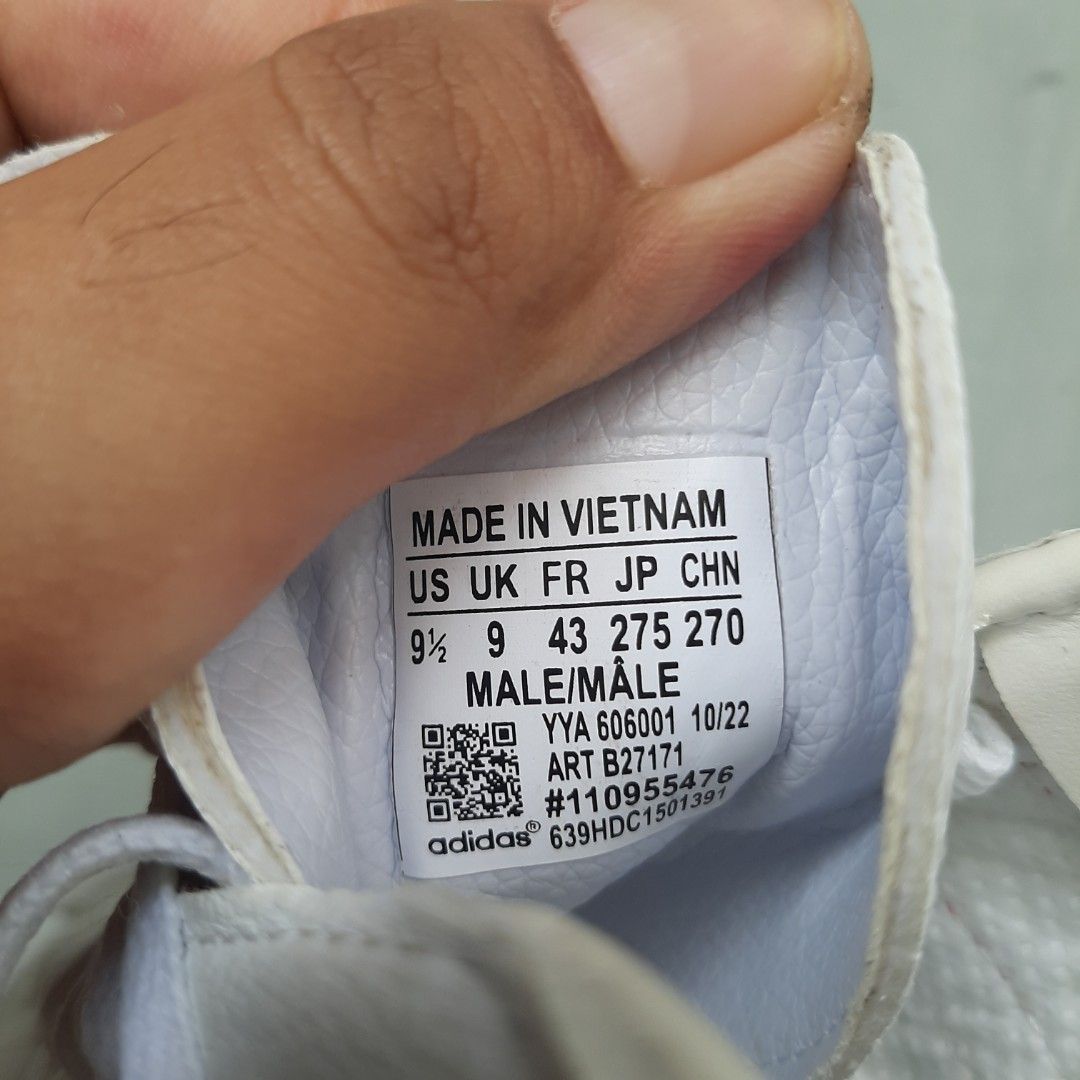 MADE IN VIETNAM
US UK FR JP CHN
9½ 9 43 275 270
MALE/MÂLE
YYA 606001 10/22
ART B27171
#110955476
adidas® 639HDC1501391